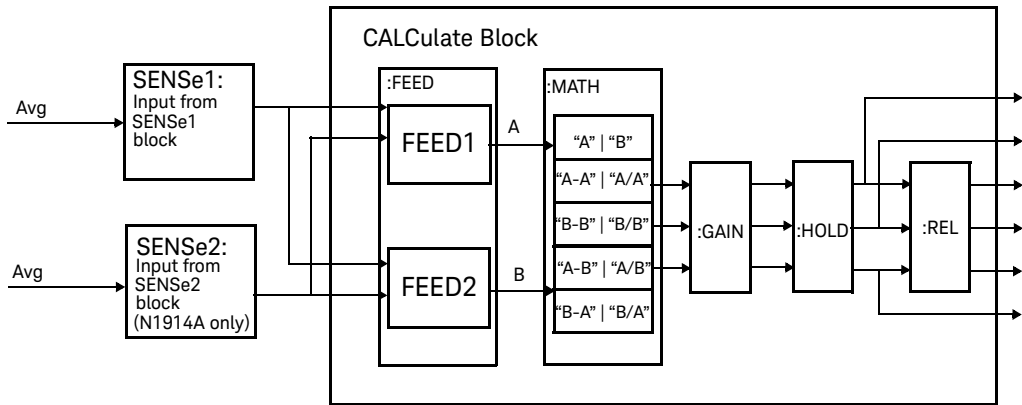 CALCulate Block
SENSe1:
Input from
SENSe1
block
Avg
:FEED
FEED1
A
:MATH
“A” | “B”
“A-A” | “A/A”
“B-B” | “B/B”
“A-B” | “A/B”
“B-A” | “B/A”
:GAIN
:HOLD
:REL
SENSe2:
Input from
SENSe2
block
(N1914A only)
Avg
FEED2
B